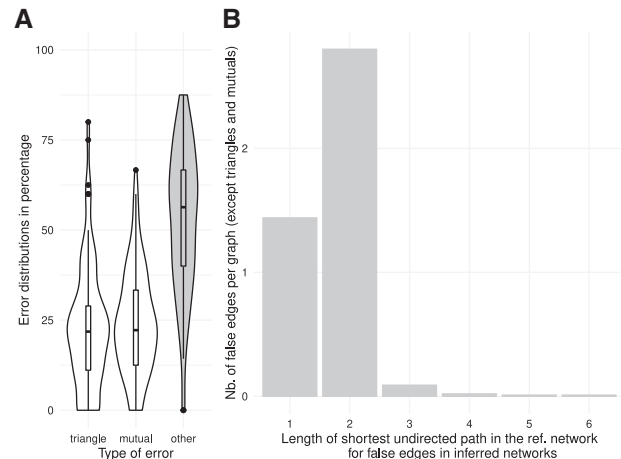 A
B
Error distributions in percentage
100
75
50
25
0
triangle mutual other
Type of error
Nb. of false edges per graph (except triangles and mutuals)
2
1
0
1 2 3 4 5 6
Length of shortest undirected path in the ref. network
for false edges in inferred networks